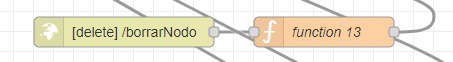 [delete] /borrarNodo
function 13